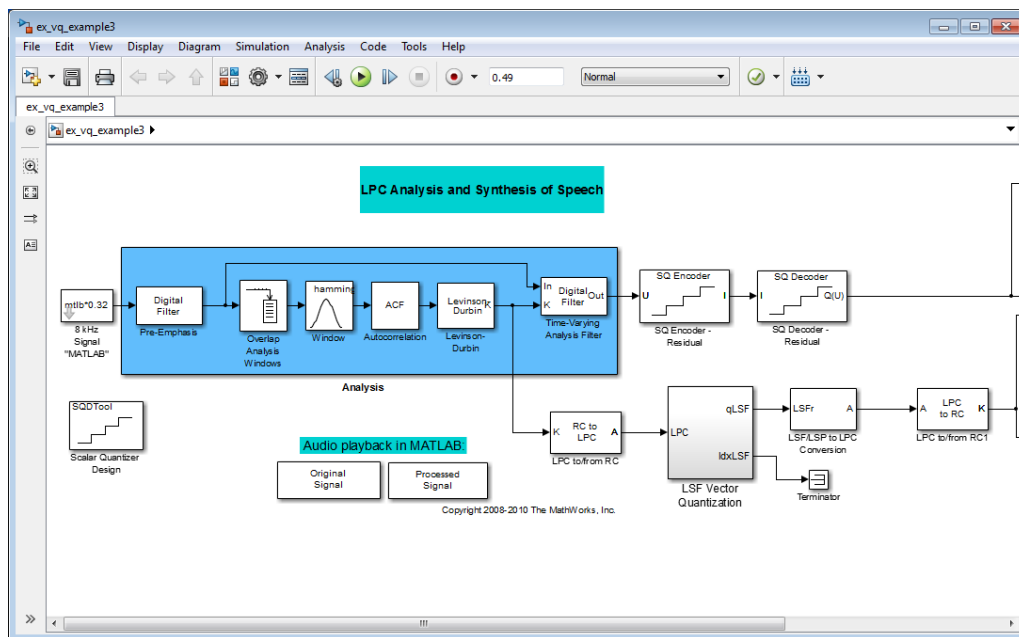 ex_vq_example3
File Edit View Display Diagram Simulation Analysis Code Tools Help
0.49 Normal
ex_vq_example3
ex_vq_example3
LPC Analysis and Synthesis of Speech
mtlb*0.32
8 kHz
Signal
"MATLAB"
Digital
Filter
Pre-Emphasis
Overlap
Analysis
Windows
hamming
Window
ACF
Autocorrelation
Levinson
Durbin
K
Levinson-
Durbin
In
K
Digital
Filter
Out
Time-Varying
Analysis Filter
Analysis
SQ Encoder
U
I
SQ Encoder -
Residual
SQ Decoder
I
Q(U)
SQ Decoder -
Residual
SQDTool
Scalar Quantizer
Design
Audio playback in MATLAB:
Original
Signal
Processed
Signal
Copyright 2008-2010 The MathWorks, Inc.
K
RC to
LPC
A
LPC to/from RC
LPC
qLSF
IdxLSF
LSF Vector
Quantization
LSFr
A
LSF/LSP to LPC
Conversion
Terminator
A
LPC
to RC
K
LPC to/from RC1